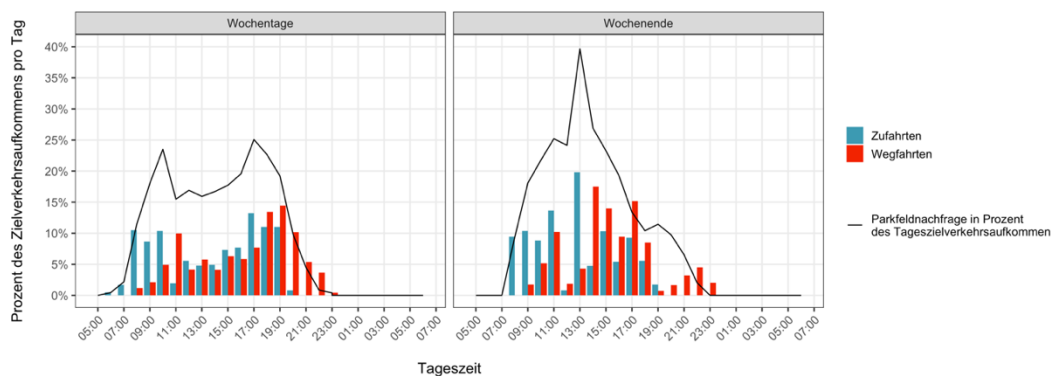 Wochentage
Wochenende
Prozent des Zielverkehrsaufkommens pro Tag
40%
35%
30%
25%
20%
15%
10%
5%
0%
05:00 07:00 09:00 11:00 13:00 15:00 17:00 19:00 21:00 23:00 01:00 03:00 05:00 07:00
05:00 07:00 09:00 11:00 13:00 15:00 17:00 19:00 21:00 23:00 01:00 03:00 05:00 07:00
Tageszeit
Zufahrten
Wegfahrten
Parkfeldnachfrage in Prozent
des Tageszielverkehrsaufkommen